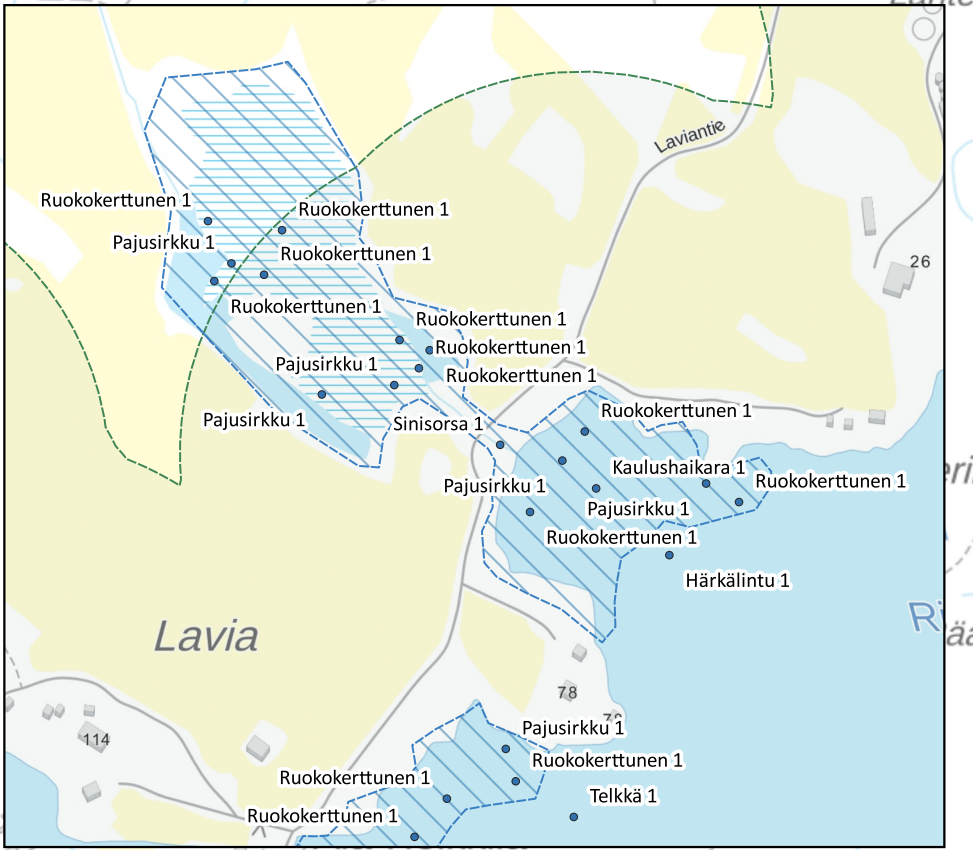 Laviantie
Ruokokerttunen 1
Ruokokerttunen 1
Pajusirkku 1
Ruokokerttunen 1
26
Ruokokerttunen 1
Ruokokerttunen 1
Ruokokerttunen 1
Pajusirkku 1
Ruokokerttunen 1
Pajusirkku 1
Sinisorsa 1
Ruokokerttunen 1
Kaulushaikara 1
Ruokokerttunen 1
Pajusirkku 1
Pajusirkku 1
Ruokokerttunen 1
Härkälintu 1
Ri
Lavia
78
Pajusirkku 1
114
Ruokokerttunen 1
Ruokokerttunen 1
Telkkä 1
Ruokokerttunen 1